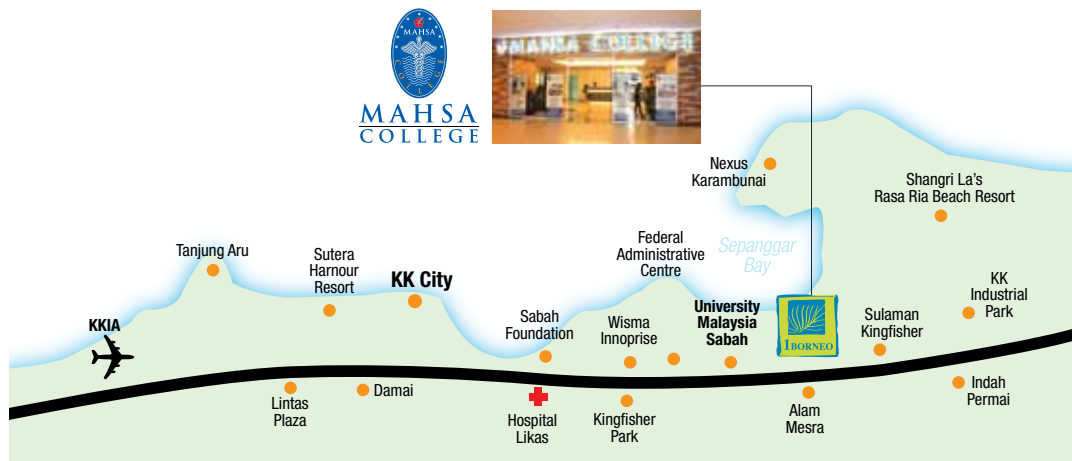 MAHSA
COLLEGE
MAHSA
COLLEGE
MAHSA COLLEGE
Nexus
Karambunai
Shangri La's
Rasa Ria Beach Resort
Tanjung Aru
Sutera
Harnour
Resort
KK City
Federal
Administrative
Centre
Sepanggar
Bay
KKIA
Sabah
Foundation
Wisma
Innoprise
University
Malaysia
Sabah
1BORNEO
Sulaman
Kingfisher
KK
Industrial
Park
Lintas
Plaza
Damai
Hospital
Likas
Kingfisher
Park
Alam
Mesra
Indah
Permai